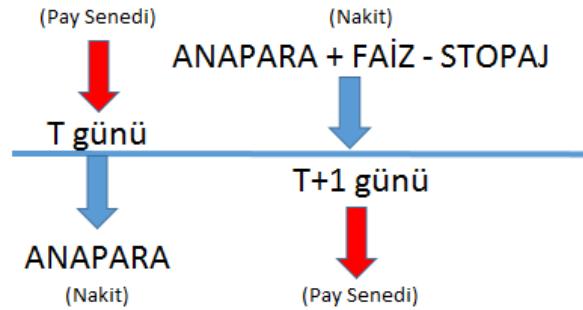 (Pay Senedi)
(Nakit)
ANAPARA + FAİZ - STOPAJ
T günü
T+1 günü
ANAPARA
(Nakit)
(Pay Senedi)